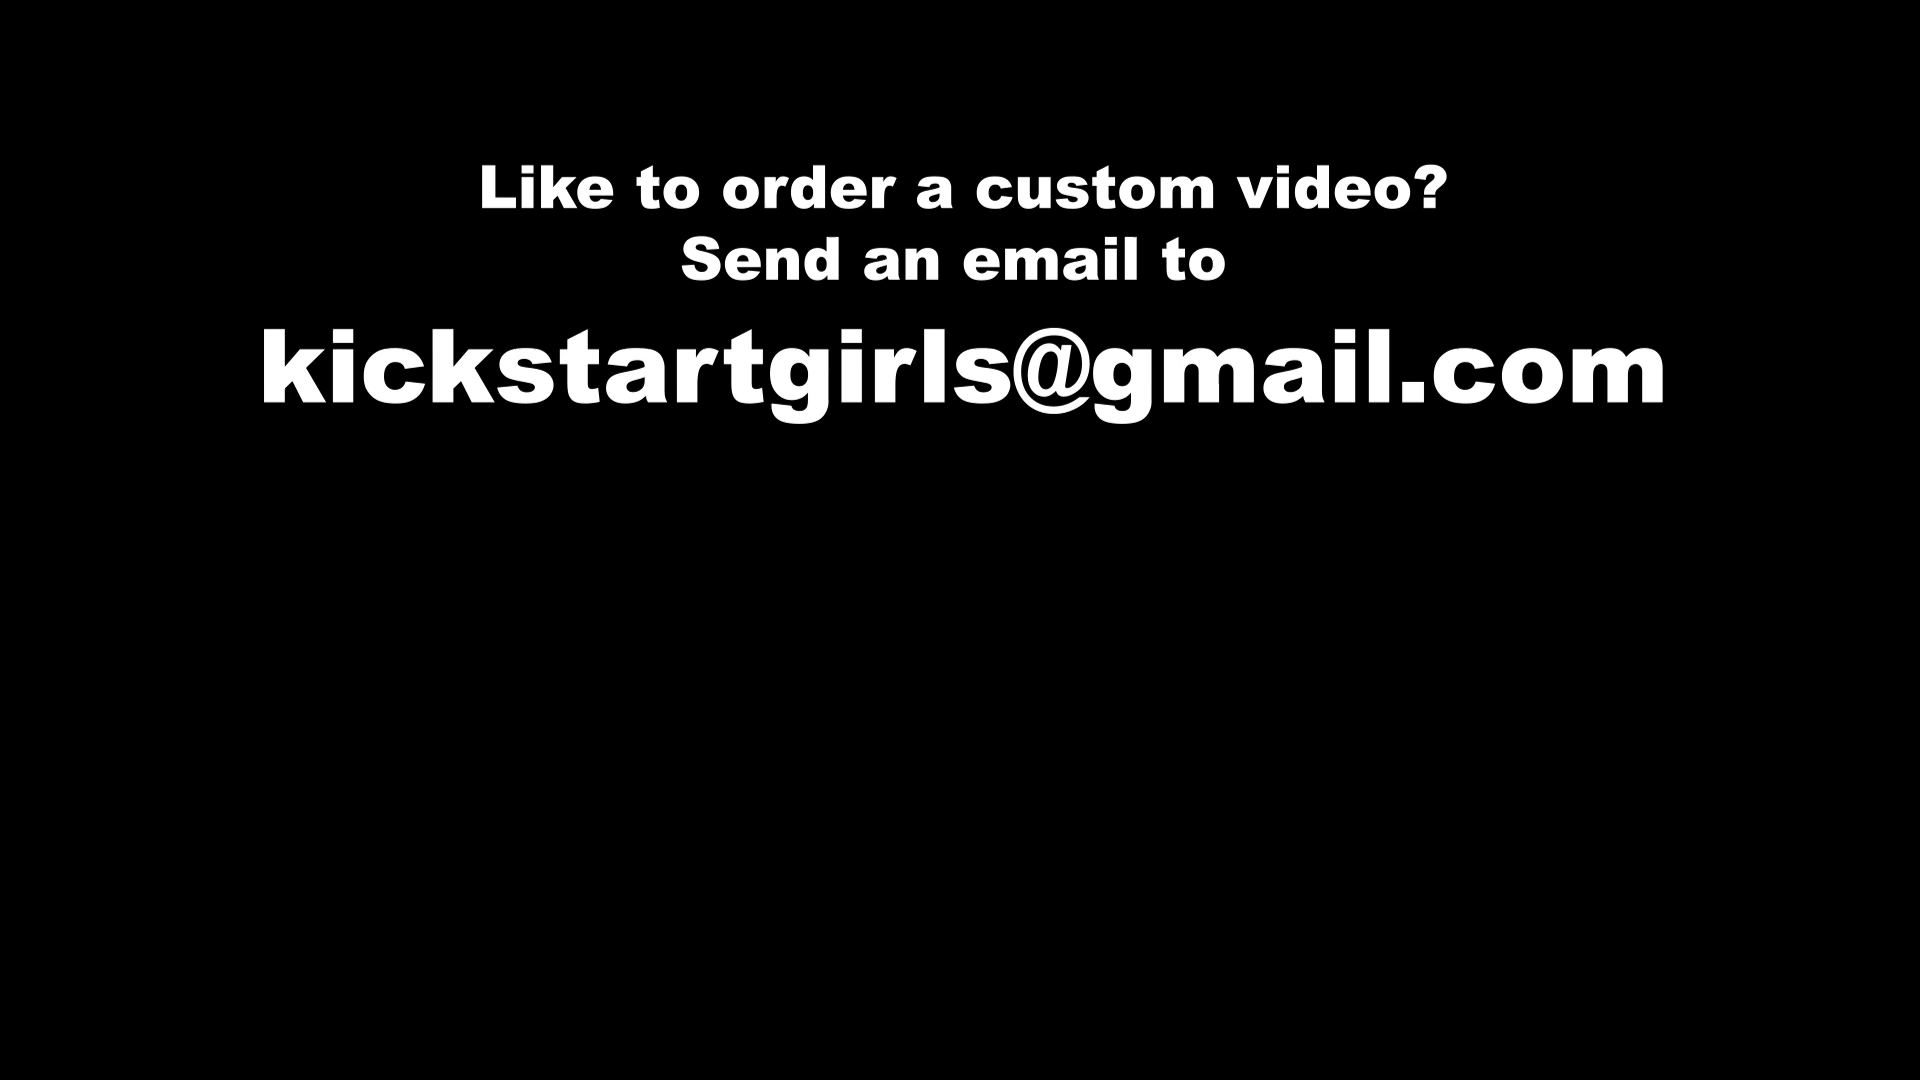 Like to order a custom video?
Send an email to
kickstartgirls@gmail.com